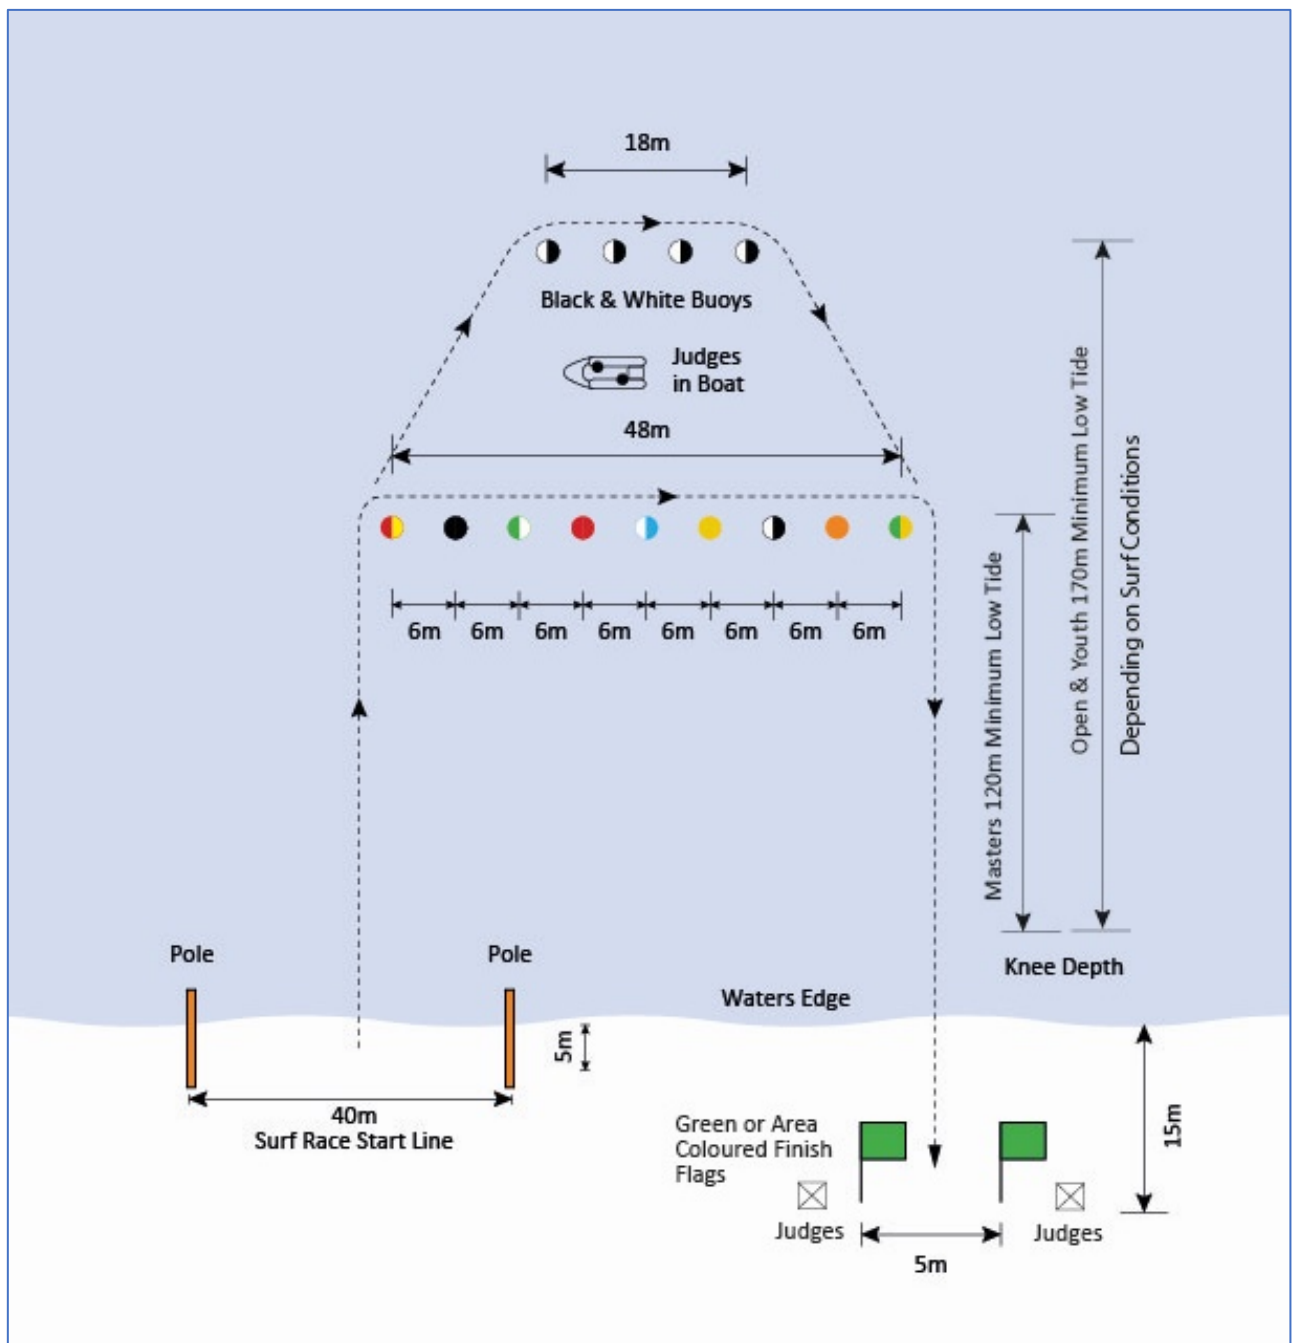 18m
Black & White Buoys
Judges
in Boat
48m
6m 6m 6m 6m 6m 6m 6m 6m
Masters 120m Minimum Low Tide
Open & Youth 170m Minimum Low Tide
Depending on Surf Conditions
Pole
Pole
Knee Depth
Waters Edge
5m
40m
Surf Race Start Line
Green or Area
Coloured Finish
Flags
15m
Judges
Judges
5m